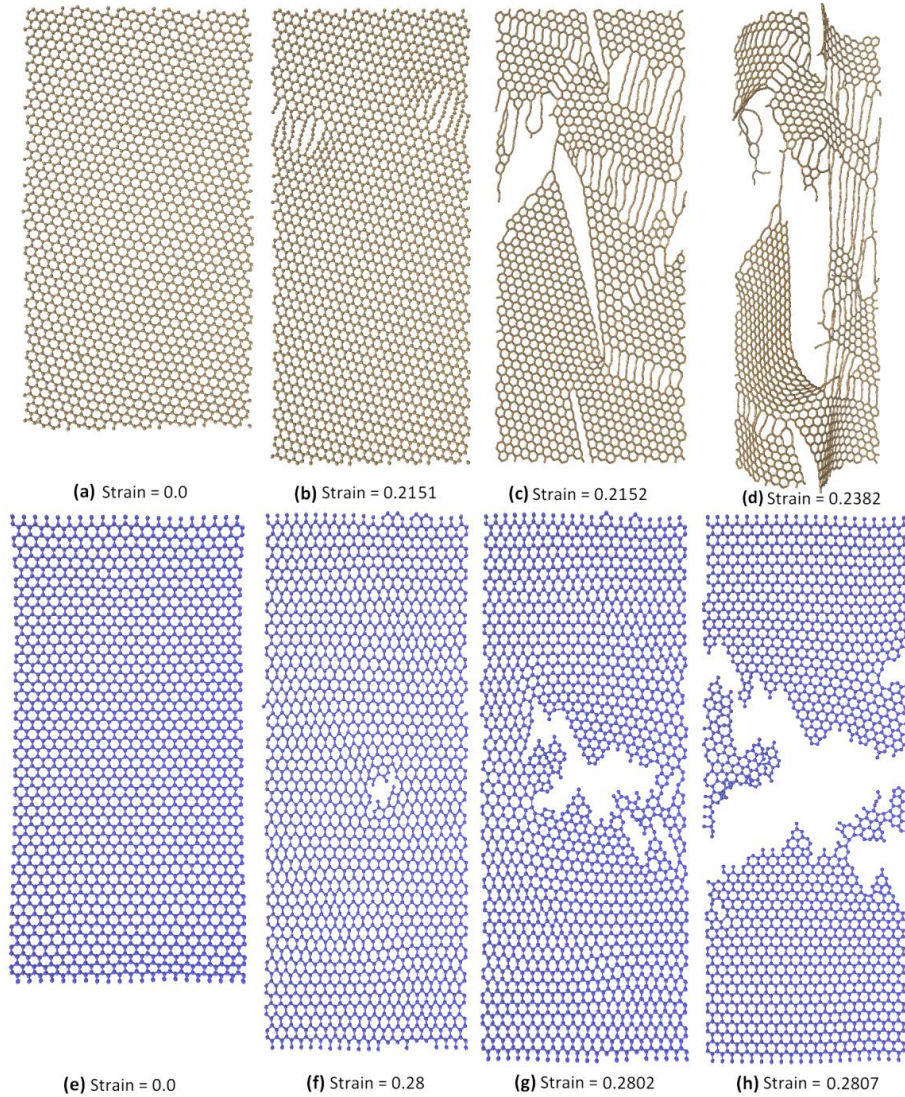 (a) Strain = 0.0
(b) Strain = 0.2151
(c) Strain = 0.2152
(d) Strain = 0.2382
(e) Strain = 0.0
(f) Strain = 0.28
(g) Strain = 0.2802
(h) Strain = 0.2807